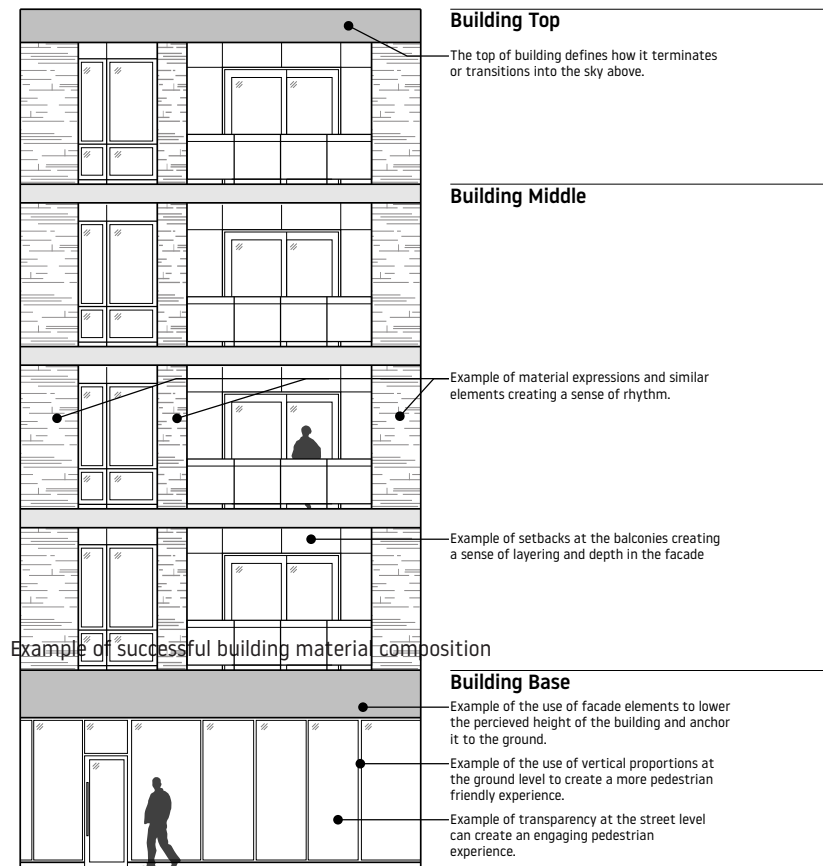 Building Top
The top of building defines how it terminates
or transitions into the sky above.
Building Middle
Example of material expressions and similar
elements creating a sense of rhythm.
Example of setbacks at the balconies creating
a sense of layering and depth in the facade
Example of successful building material composition
Building Base
Example of the use of facade elements to lower
the percieved height of the building and anchor
it to the ground.
Example of the use of vertical proportions at
the ground level to create a more pedestrian
friendly experience.
Example of transparency at the street level
can create an engaging pedestrian
experience.